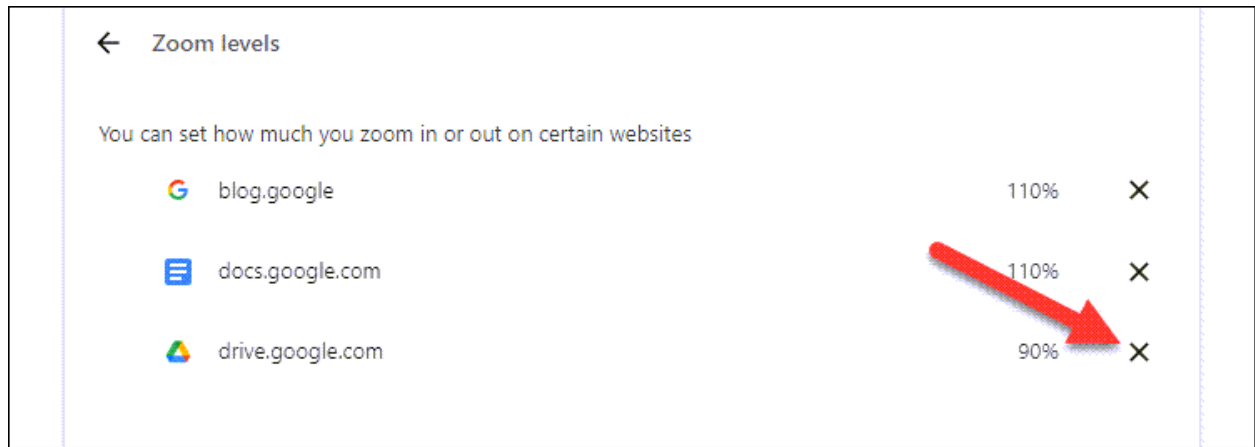 Zoom levels
You can set how much you zoom in or out on certain websites
blog.google 110%
docs.google.com 110%
drive.google.com 90%